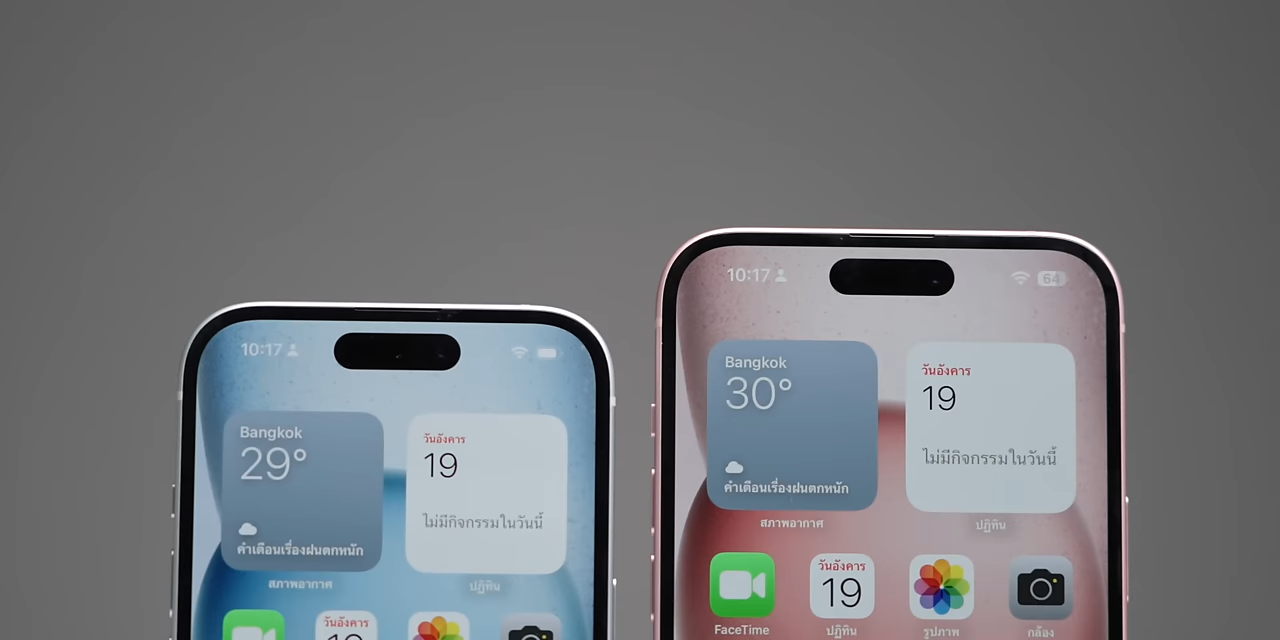 10:17
Bangkok
29°
คำเตือนเรื่องฝนตกหนัก
สภาพอากาศ
วันอังคาร
19
ไม่มีกิจกรรมในวันนี้
ปฏิทิน
วันอังคาร
19
10:17
64
Bangkok
30°
คำเตือนเรื่องฝนตกหนัก
สภาพอากาศ
วันอังคาร
19
ไม่มีกิจกรรมในวันนี้
ปฏิทิน
FaceTime
วันอังคาร
19
ปฏิทิน
รูปภาพ
กล้อง